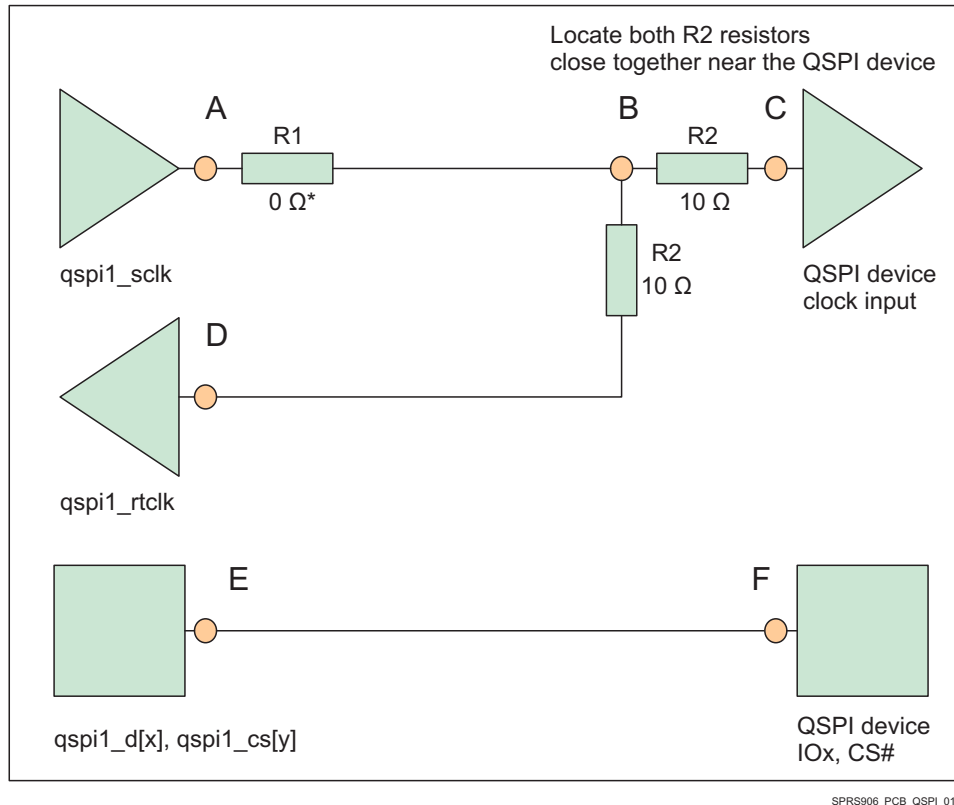 Locate both R2 resistors
close together near the QSPI device
A
B
C
R1
R2
0 Ω*
10 Ω
R2
10 Ω
qspi1_sclk
QSPI device
clock input
D
qspi1_rtclk
E
F
qspi1_d[x], qspi1_cs[y]
QSPI device
IOx, CS#
SPRS906_PCB_QSPI_01